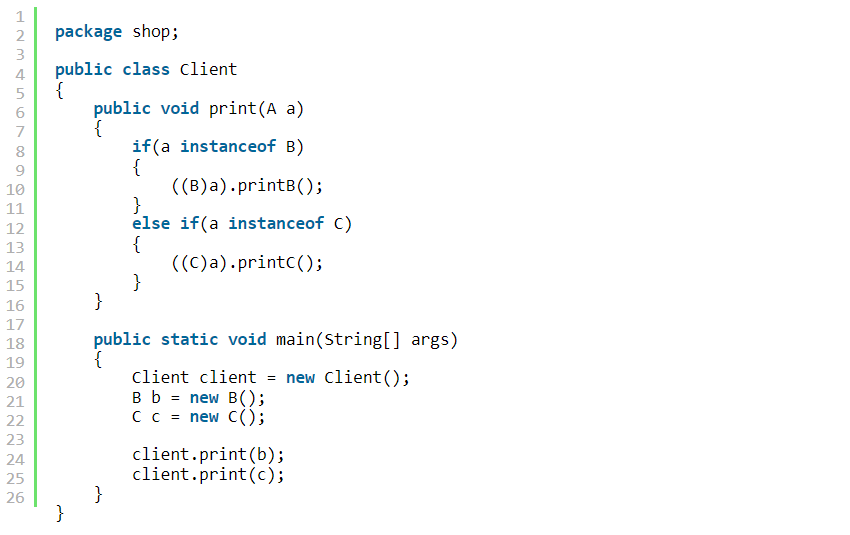 1
2 package shop;
3
4 public class Client
5 {
6 public void print(A a)
7 {
8 if(a instanceof B)
9 {
10 ((B)a).printB();
11 }
12 else if(a instanceof C)
13 {
14 ((C)a).printC();
15 }
16 }
17
18 public static void main(String[] args)
19 {
20 Client client = new Client();
21 B b = new B();
22 C c = new C();
23
24 client.print(b);
25 client.print(c);
26 }
}